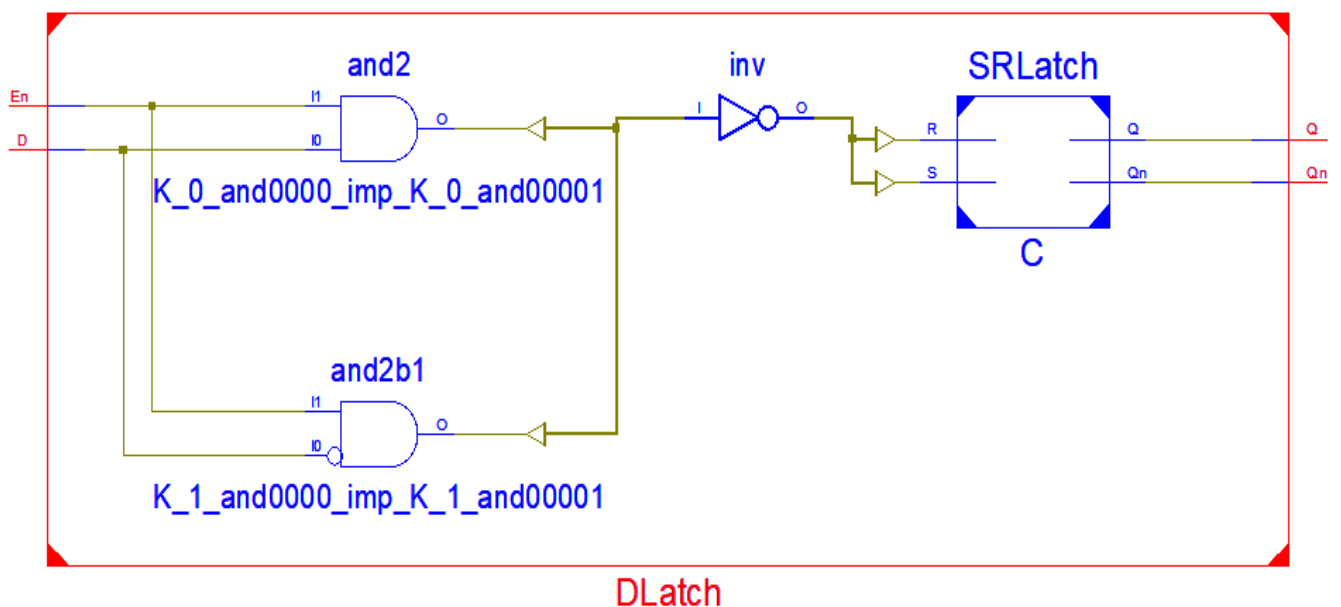 and2
inv
SRLatch
En
I1
O
I
O
R
Q
Q
D
I0
S
Qn
Qn
K_0_and0000_imp_K_0_and00001
C
and2b1
I1
O
I0
K_1_and0000_imp_K_1_and00001
DLatch